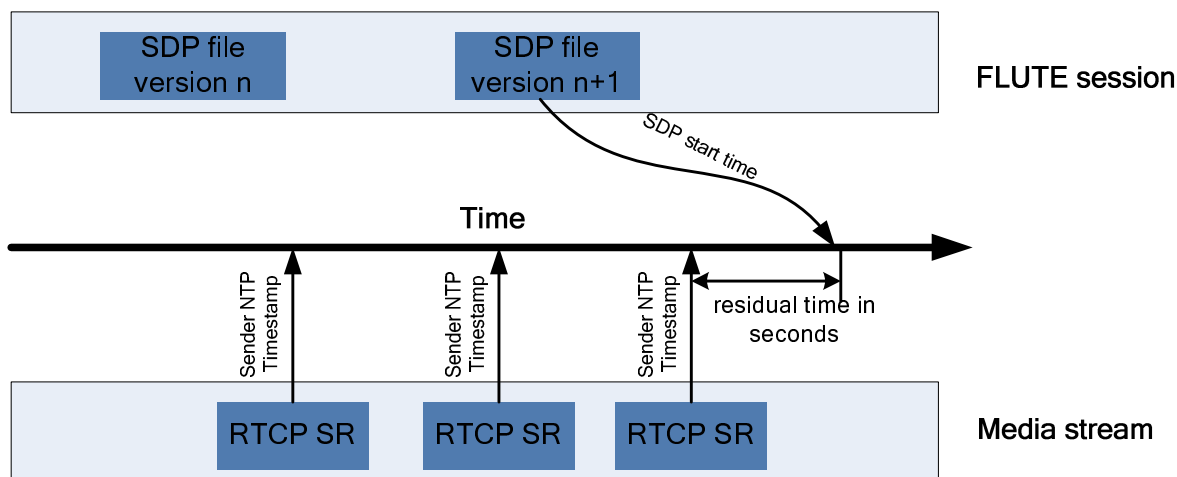 SDP file
version n
SDP file
version n+1
FLUTE session
SDP start time
Time
Sender NTP
Timestamp
Sender NTP
Timestamp
Sender NTP
Timestamp
residual time in
seconds
RTCP SR
RTCP SR
RTCP SR
Media stream